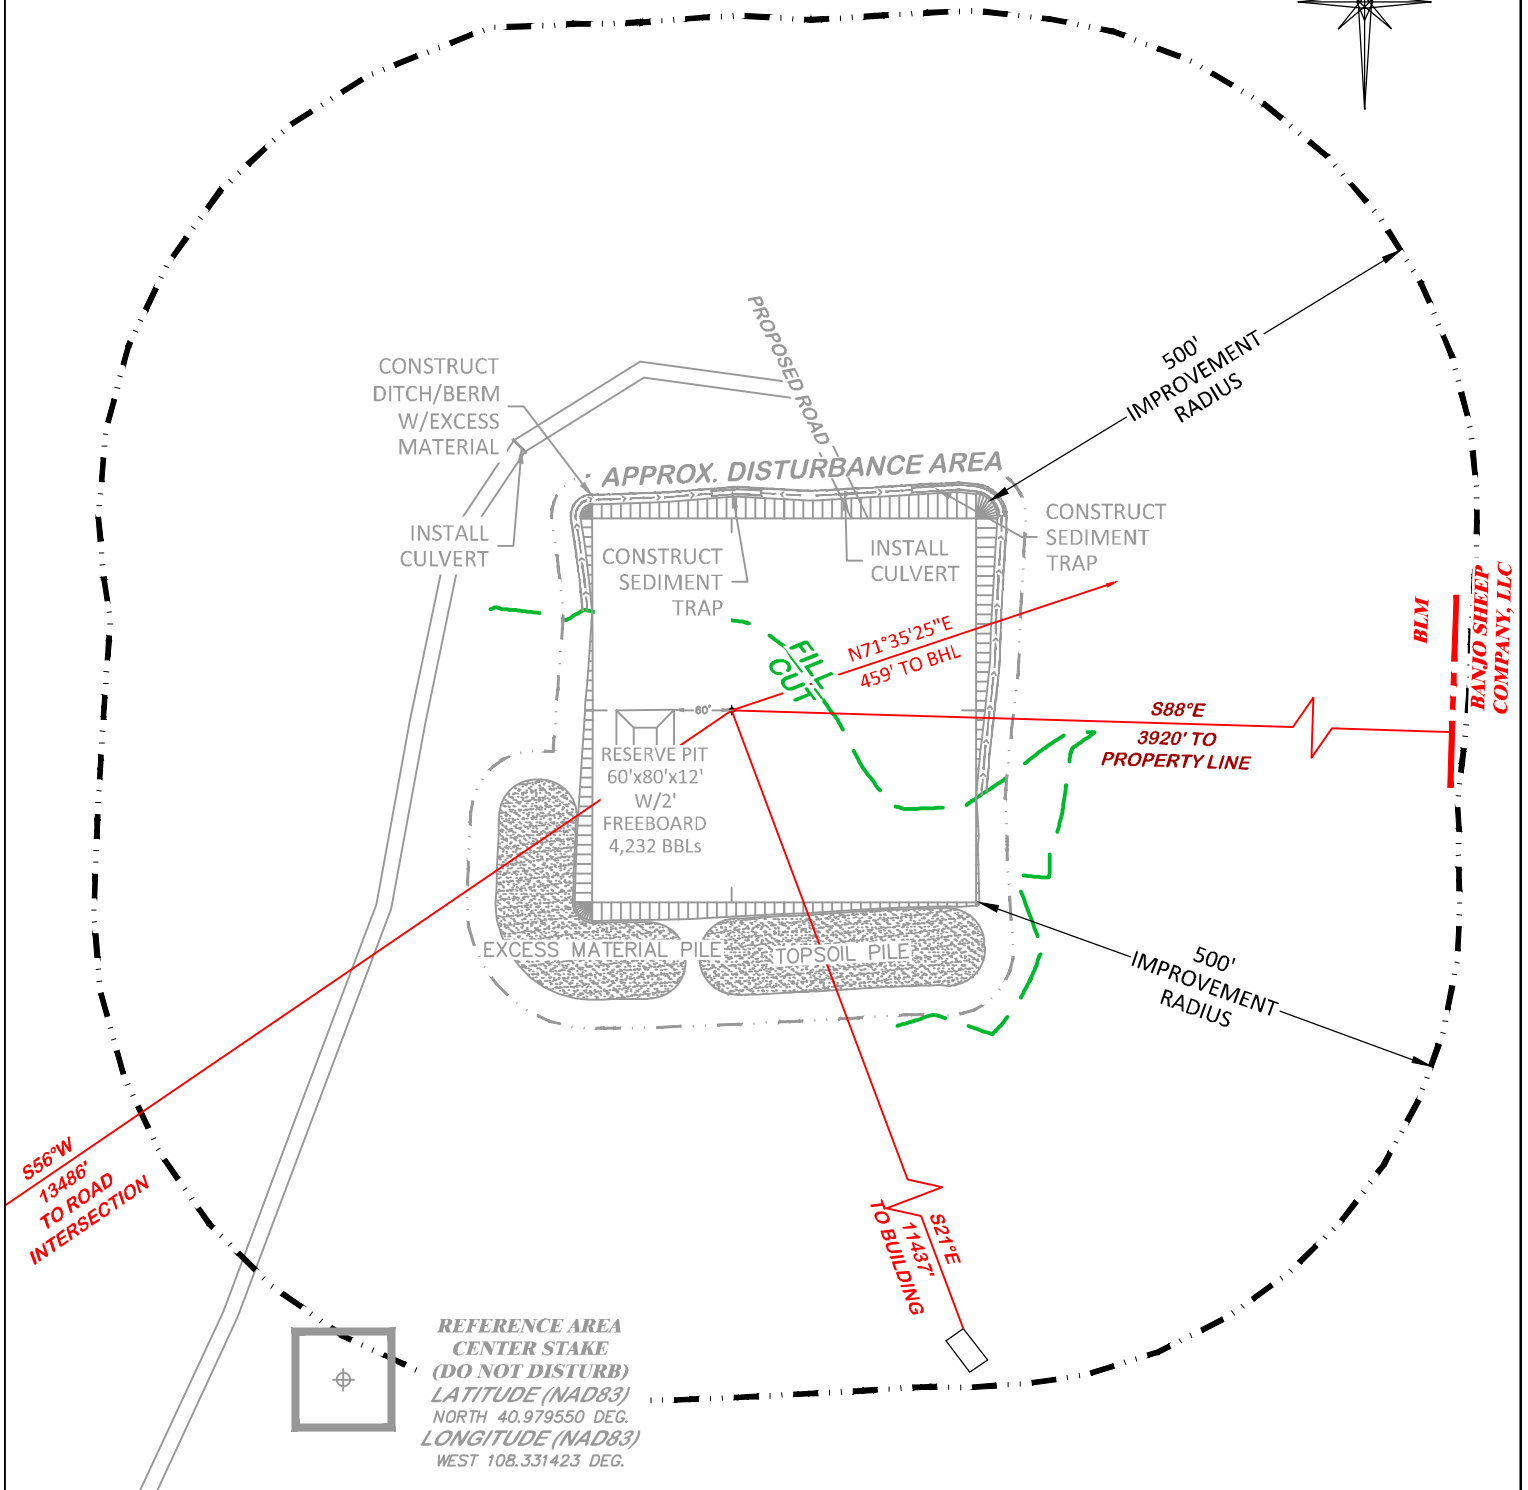 500'
IMPROVEMENT
RADIUS
PROPOSED ROAD
CONSTRUCT
DITCH/BERM
W/EXCESS
MATERIAL
APPROX. DISTURBANCE AREA
INSTALL
CULVERT
CONSTRUCT
SEDIMENT
TRAP
INSTALL
CULVERT
CONSTRUCT
SEDIMENT
TRAP
BLM
BANJO SHEEP
COMPANY, LLC
FILL
CUT
N71°35'25"E
459' TO BHL
60'
S88°E
3920' TO
PROPERTY LINE
RESERVE PIT
60'x80'x12'
W/2'
FREEBOARD
4,232 BBLs
EXCESS MATERIAL PILE
TOPSOIL PILE
500'
IMPROVEMENT
RADIUS
S56°W
13486'
TO ROAD
INTERSECTION
S21°E
11437'
TO BUILDING
REFERENCE AREA
CENTER STAKE
(DO NOT DISTURB)
LATITUDE (NAD83)
NORTH 40.979550 DEG.
LONGITUDE (NAD83)
WEST 108.331423 DEG.